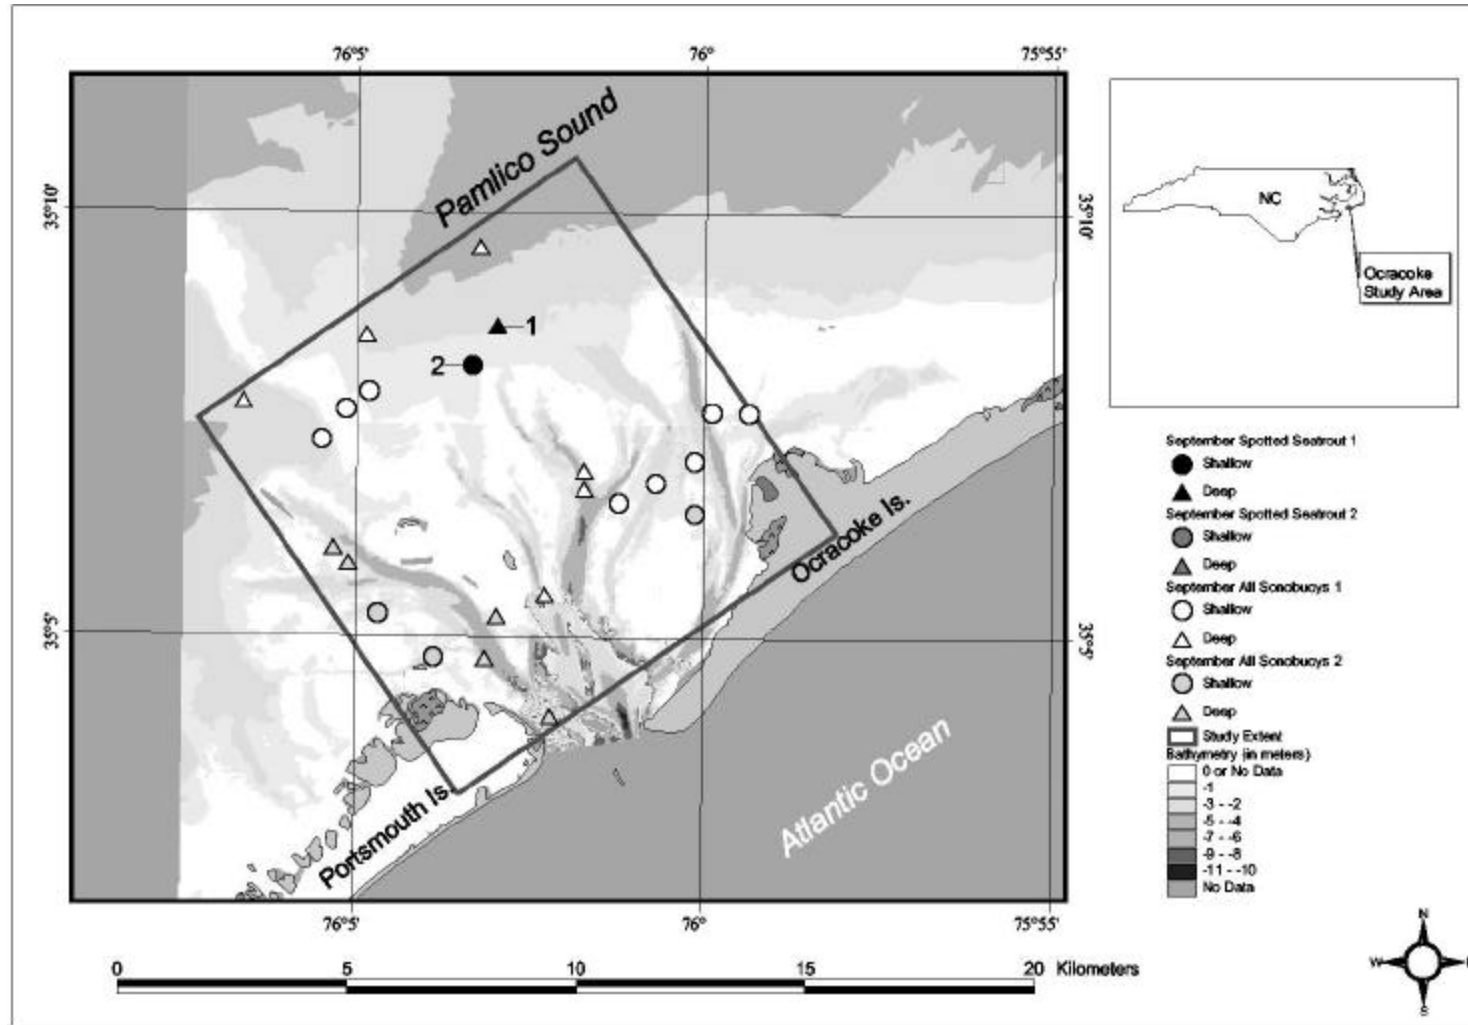 76°5'
76°
75°55'
Pamlico Sound
35°10'
35°10'
NC
Ocracoke
Study Area
1
2
September Spotted Seatrout 1
Shallow
Deep
September Spotted Seatrout 2
Shallow
Deep
September All Sonobuoys 1
Shallow
Deep
September All Sonobuoys 2
Shallow
Deep
Study Extent
Bathymetry (in meters)
0 or No Data
-1
-3 - -2
-5 - -4
-7 - -6
-9 - -8
-11 - -10
No Data
Ocracoke Is.
35°5'
35°5'
Atlantic Ocean
Portsmouth Is.
76°5'
76°
75°55'
0 5 10 15 20 Kilometers
N
W
S